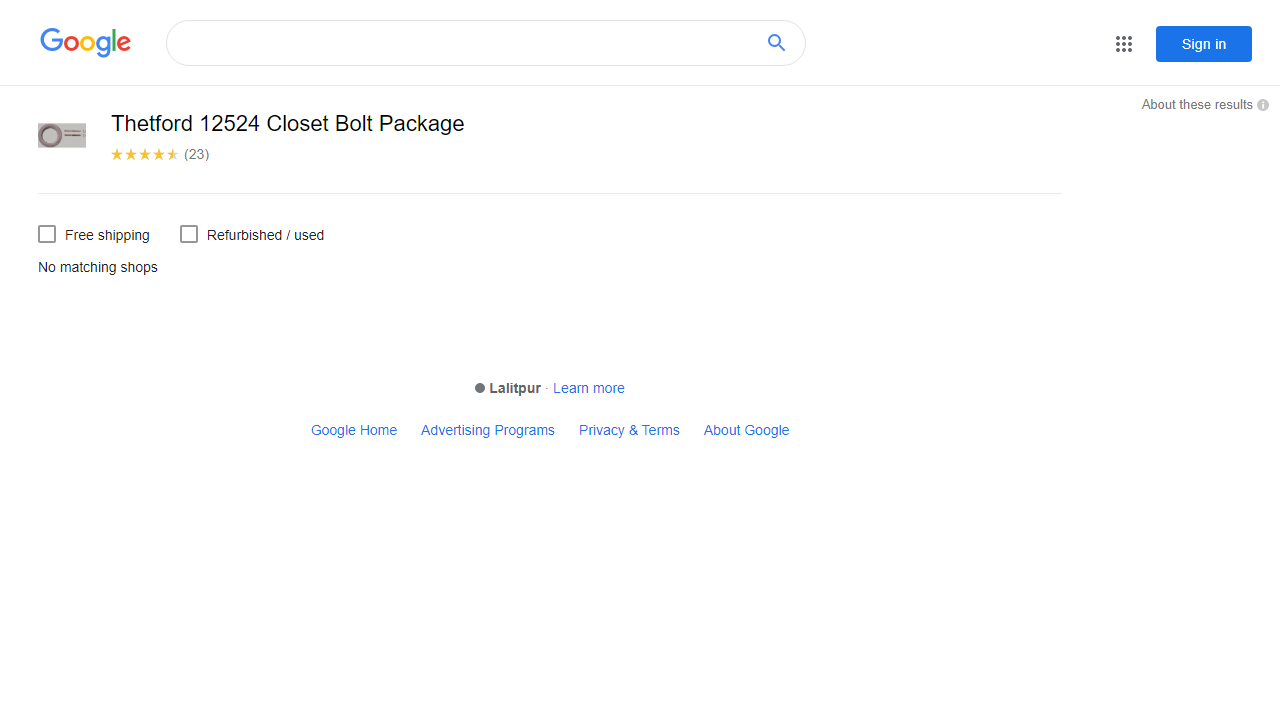 Google
Sign in
About these results
Thetford 12524 Closet Bolt Package
(23)
Free shipping
Refurbished / used
No matching shops
Lalitpur · Learn more
Google Home
Advertising Programs
Privacy & Terms
About Google